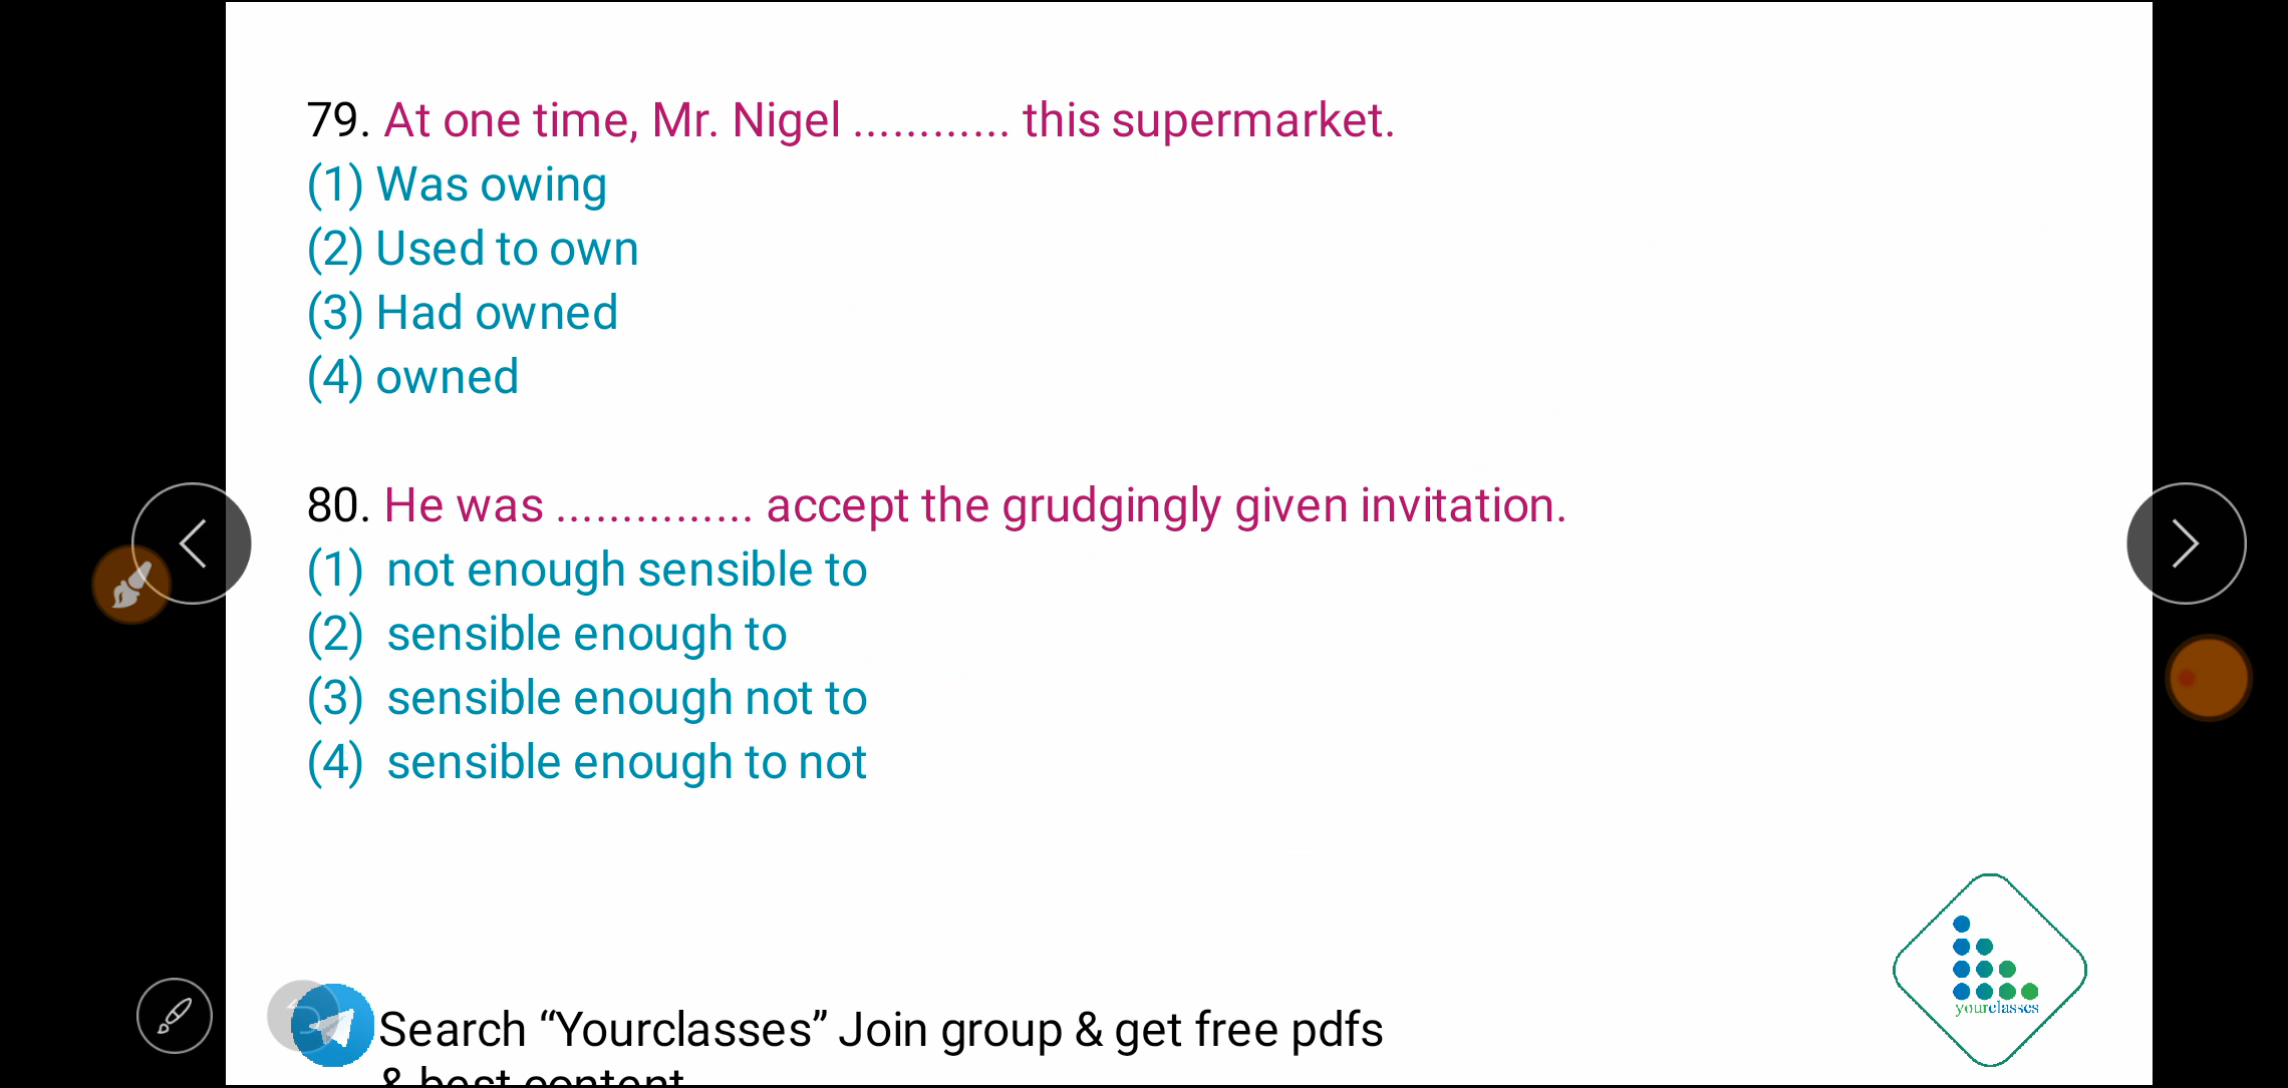 79. At one time, Mr. Nigel ............ this supermarket.
(1) Was owing
(2) Used to own
(3) Had owned
(4) owned
80. He was ............... accept the grudgingly given invitation.
(1) not enough sensible to
(2) sensible enough to
(3) sensible enough not to
(4) sensible enough to not
yourclasses
Search “Yourclasses” Join group & get free pdfs
& best content